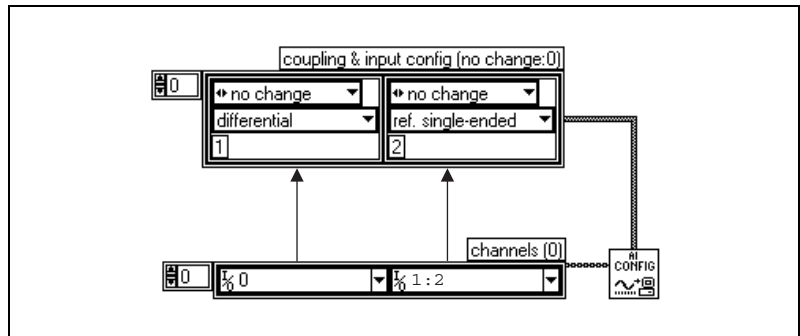 coupling & input config (no change:0)
0
no change
no change
differential
ref. single-ended
1
2
channels (0)
0
I/O 0
I/O 1:2
AI
CONFIG